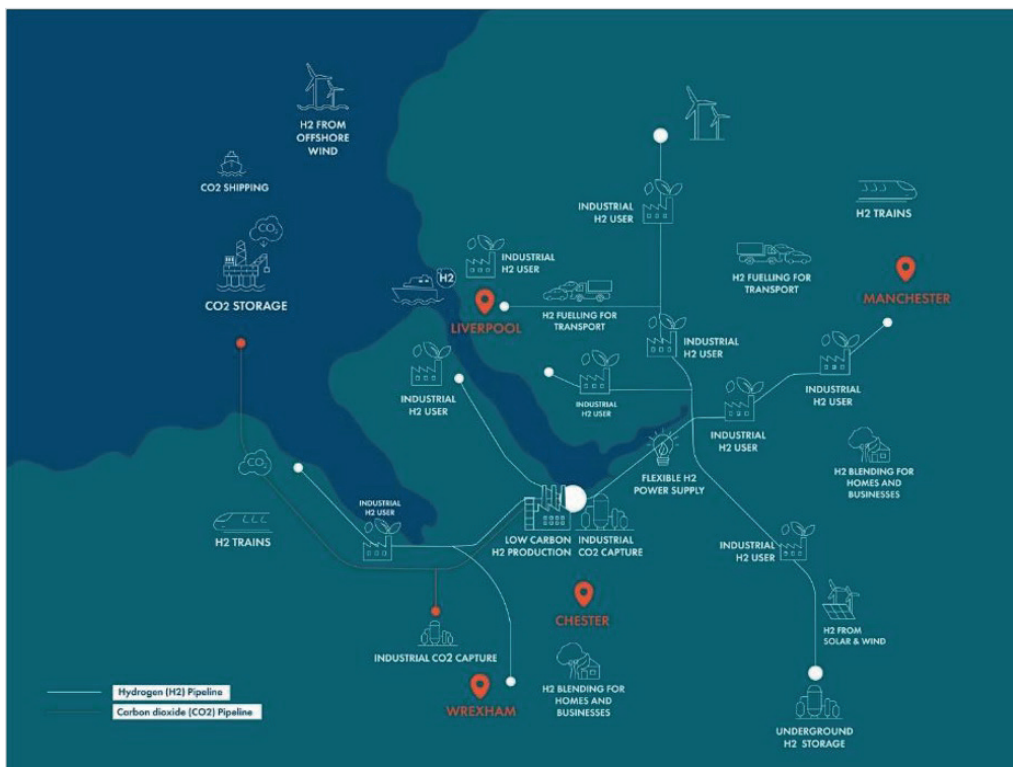 H2 FROM
OFFSHORE
WIND
CO2 SHIPPING
CO2 STORAGE
INDUSTRIAL
H2 USER
H2 TRAINS
INDUSTRIAL
H2 USER
H2
H2 FUELLING FOR
TRANSPORT
MANCHESTER
LIVERPOOL
H2 FUELLING FOR
TRANSPORT
INDUSTRIAL
H2 USER
INDUSTRIAL
H2 USER
INDUSTRIAL
H2 USER
INDUSTRIAL
H2 USER
INDUSTRIAL
H2 USER
CO2
FLEXIBLE H2
POWER SUPPLY
H2 BLENDING FOR
HOMES AND
BUSINESSES
INDUSTRIAL
H2 USER
H2 TRAINS
LOW CARBON
H2 PRODUCTION
INDUSTRIAL
CO2 CAPTURE
INDUSTRIAL
H2 USER
CHESTER
H2 FROM
SOLAR & WIND
INDUSTRIAL CO2 CAPTURE
WREXHAM
H2 BLENDING FOR
HOMES AND
BUSINESSES
Hydrogen (H2) Pipeline
Carbon dioxide (CO2) Pipeline
UNDERGROUND
H2 STORAGE